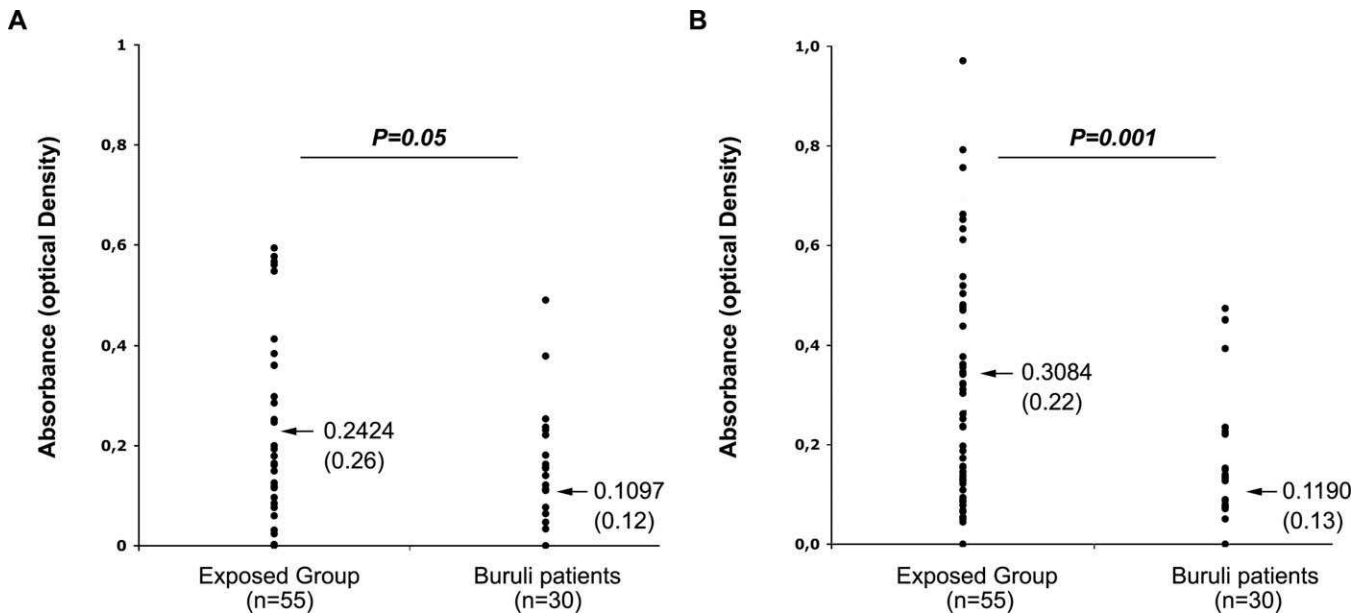 A
Absorbance (optical Density)
1
0,8
0,6
0,4
0,2
0
P=0.05
0.2424
(0.26)
0.1097
(0.12)
Exposed Group
(n=55)
Buruli patients
(n=30)
B
Absorbance (optical Density)
1,0
0,8
0,6
0,4
0,2
0,0
P=0.001
0.3084
(0.22)
0.1190
(0.13)
Exposed Group
(n=55)
Buruli patients
(n=30)